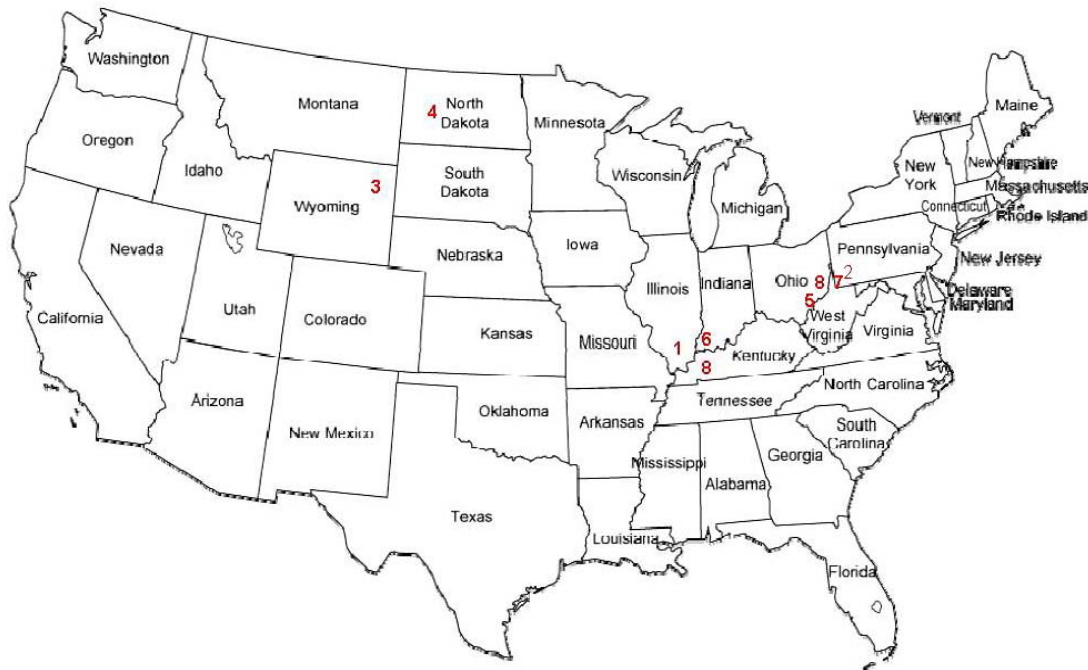 Washington
Montana
4
North
Dakota
Minnesota
Maine
Vermont
Oregon
Idaho
3
South
Dakota
Wisconsin
New
York
New Hampshire
Massachusetts
Wyoming
Michigan
Connecticut
Rhode Island
Nevada
Nebraska
Iowa
Pennsylvania
New Jersey
Illinois
Indiana
Ohio
8
7
2
Delaware
Maryland
California
Utah
Colorado
Kansas
Missouri
5
West
Virginia
Virginia
1
6
Kentucky
8
Arizona
New Mexico
Oklahoma
Arkansas
Tennessee
North Carolina
South
Carolina
Mississippi
Alabama
Georgia
Texas
Louisiana
Florida